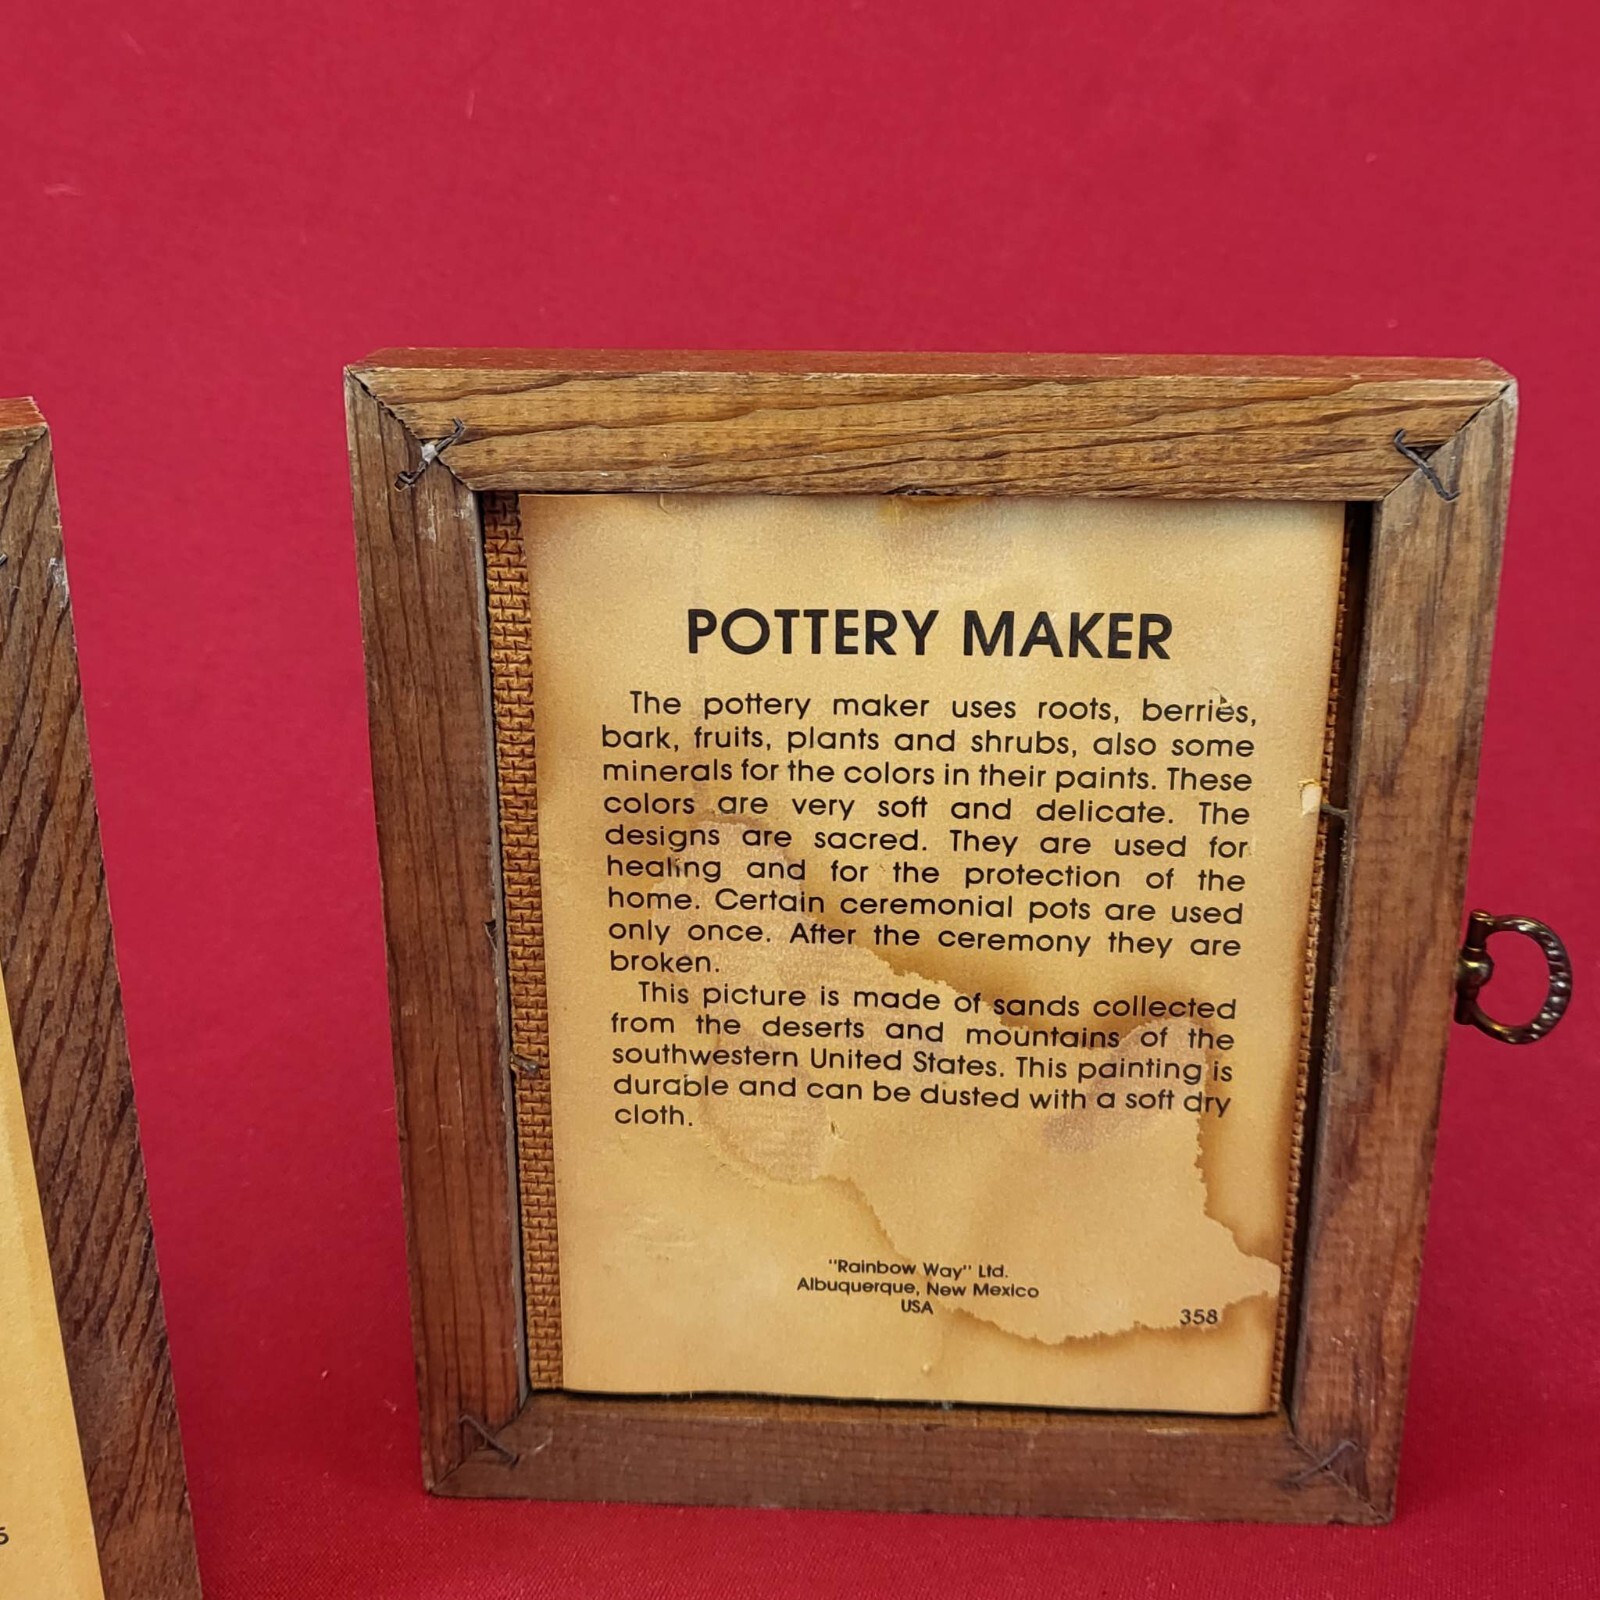 POTTERY MAKER
The pottery maker uses roots, berries,
bark, fruits, plants and shrubs, also some
minerals for the colors in their paints. These
colors are very soft and delicate. The
designs are sacred. They are used for
healing and for the protection of the
home. Certain ceremonial pots are used
only once. After the ceremony they are
broken.
This picture is made of sands collected
from the deserts and mountains of the
southwestern United States. This painting is
durable and can be dusted with a soft dry
cloth.
"Rainbow Way" Ltd.
Albuquerque, New Mexico
USA
358